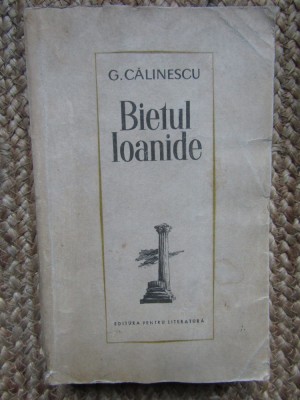 G. CĂLINESCU
Bietul
Ioanide
EDITURA PENTRU LITERATURĂ